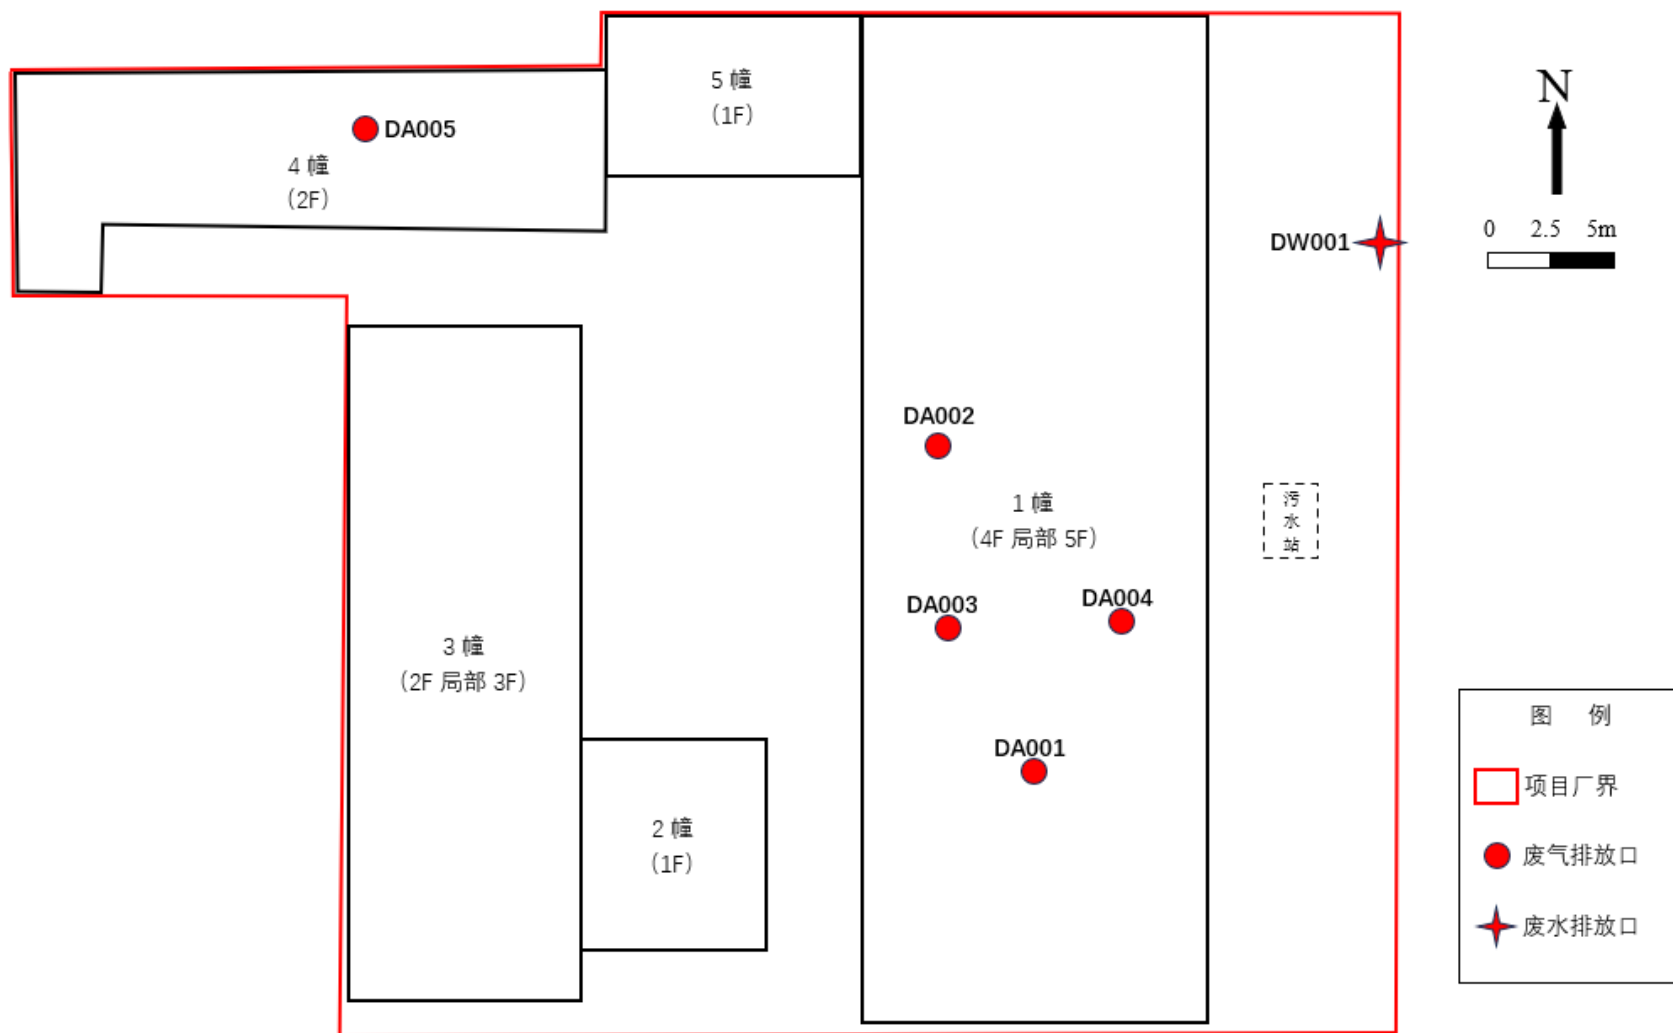 5 幢
（1F）
DA005
4 幢
（2F）
N
0 2.5 5m
DW001
DA002
1 幢
（4F 局部 5F）
污
水
站
DA003
DA004
3 幢
（2F 局部 3F）
DA001
2 幢
（1F）
图 例
项目厂界
废气排放口
废水排放口